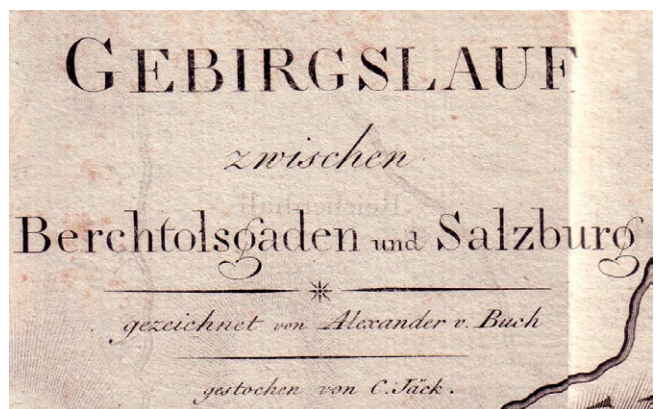 GEBIRGSLAUF
zwischen
Berchtolsgaden und Salzburg
gezeichnet von Alexander v. Buch
gestochen von C. Jäck.